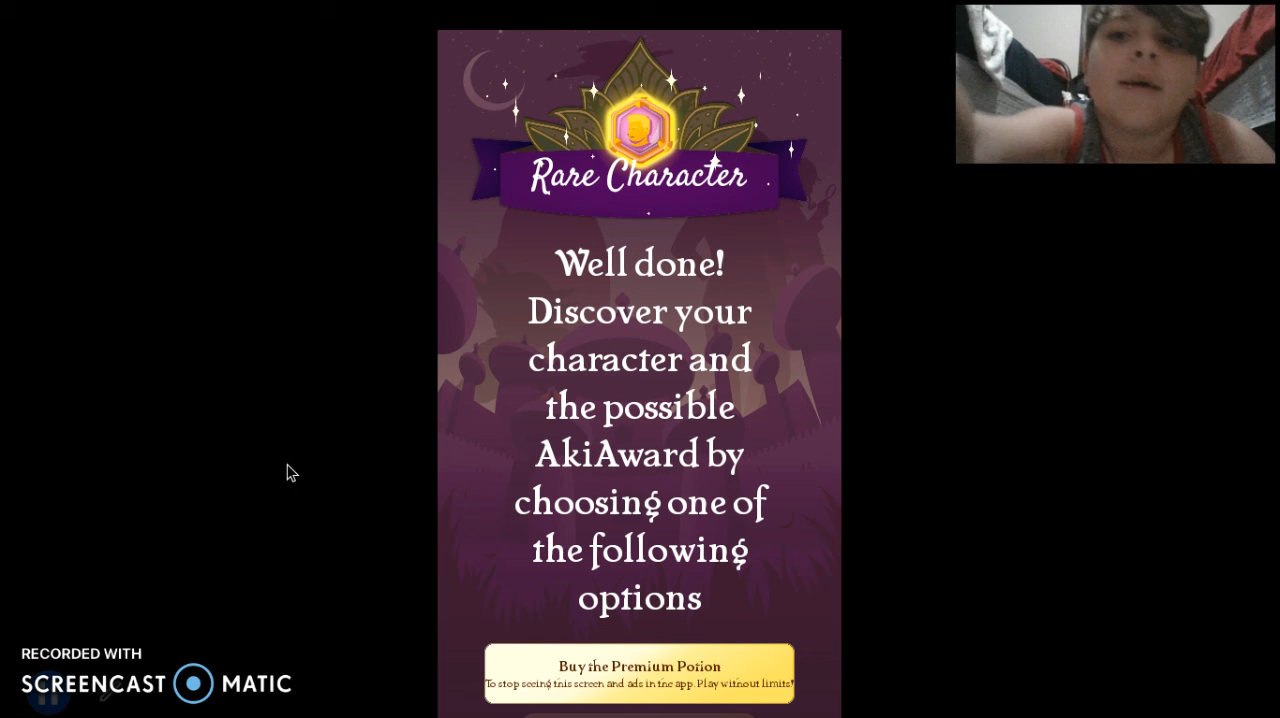 Rare Character
Well done!
Discover your
character and
the possible
AkiAward by
choosing one of
the following
options
Buy the Premium Potion
To stop seeing this screen and ads in the app. Play without limits!
RECORDED WITH
SCREENCAST MATIC